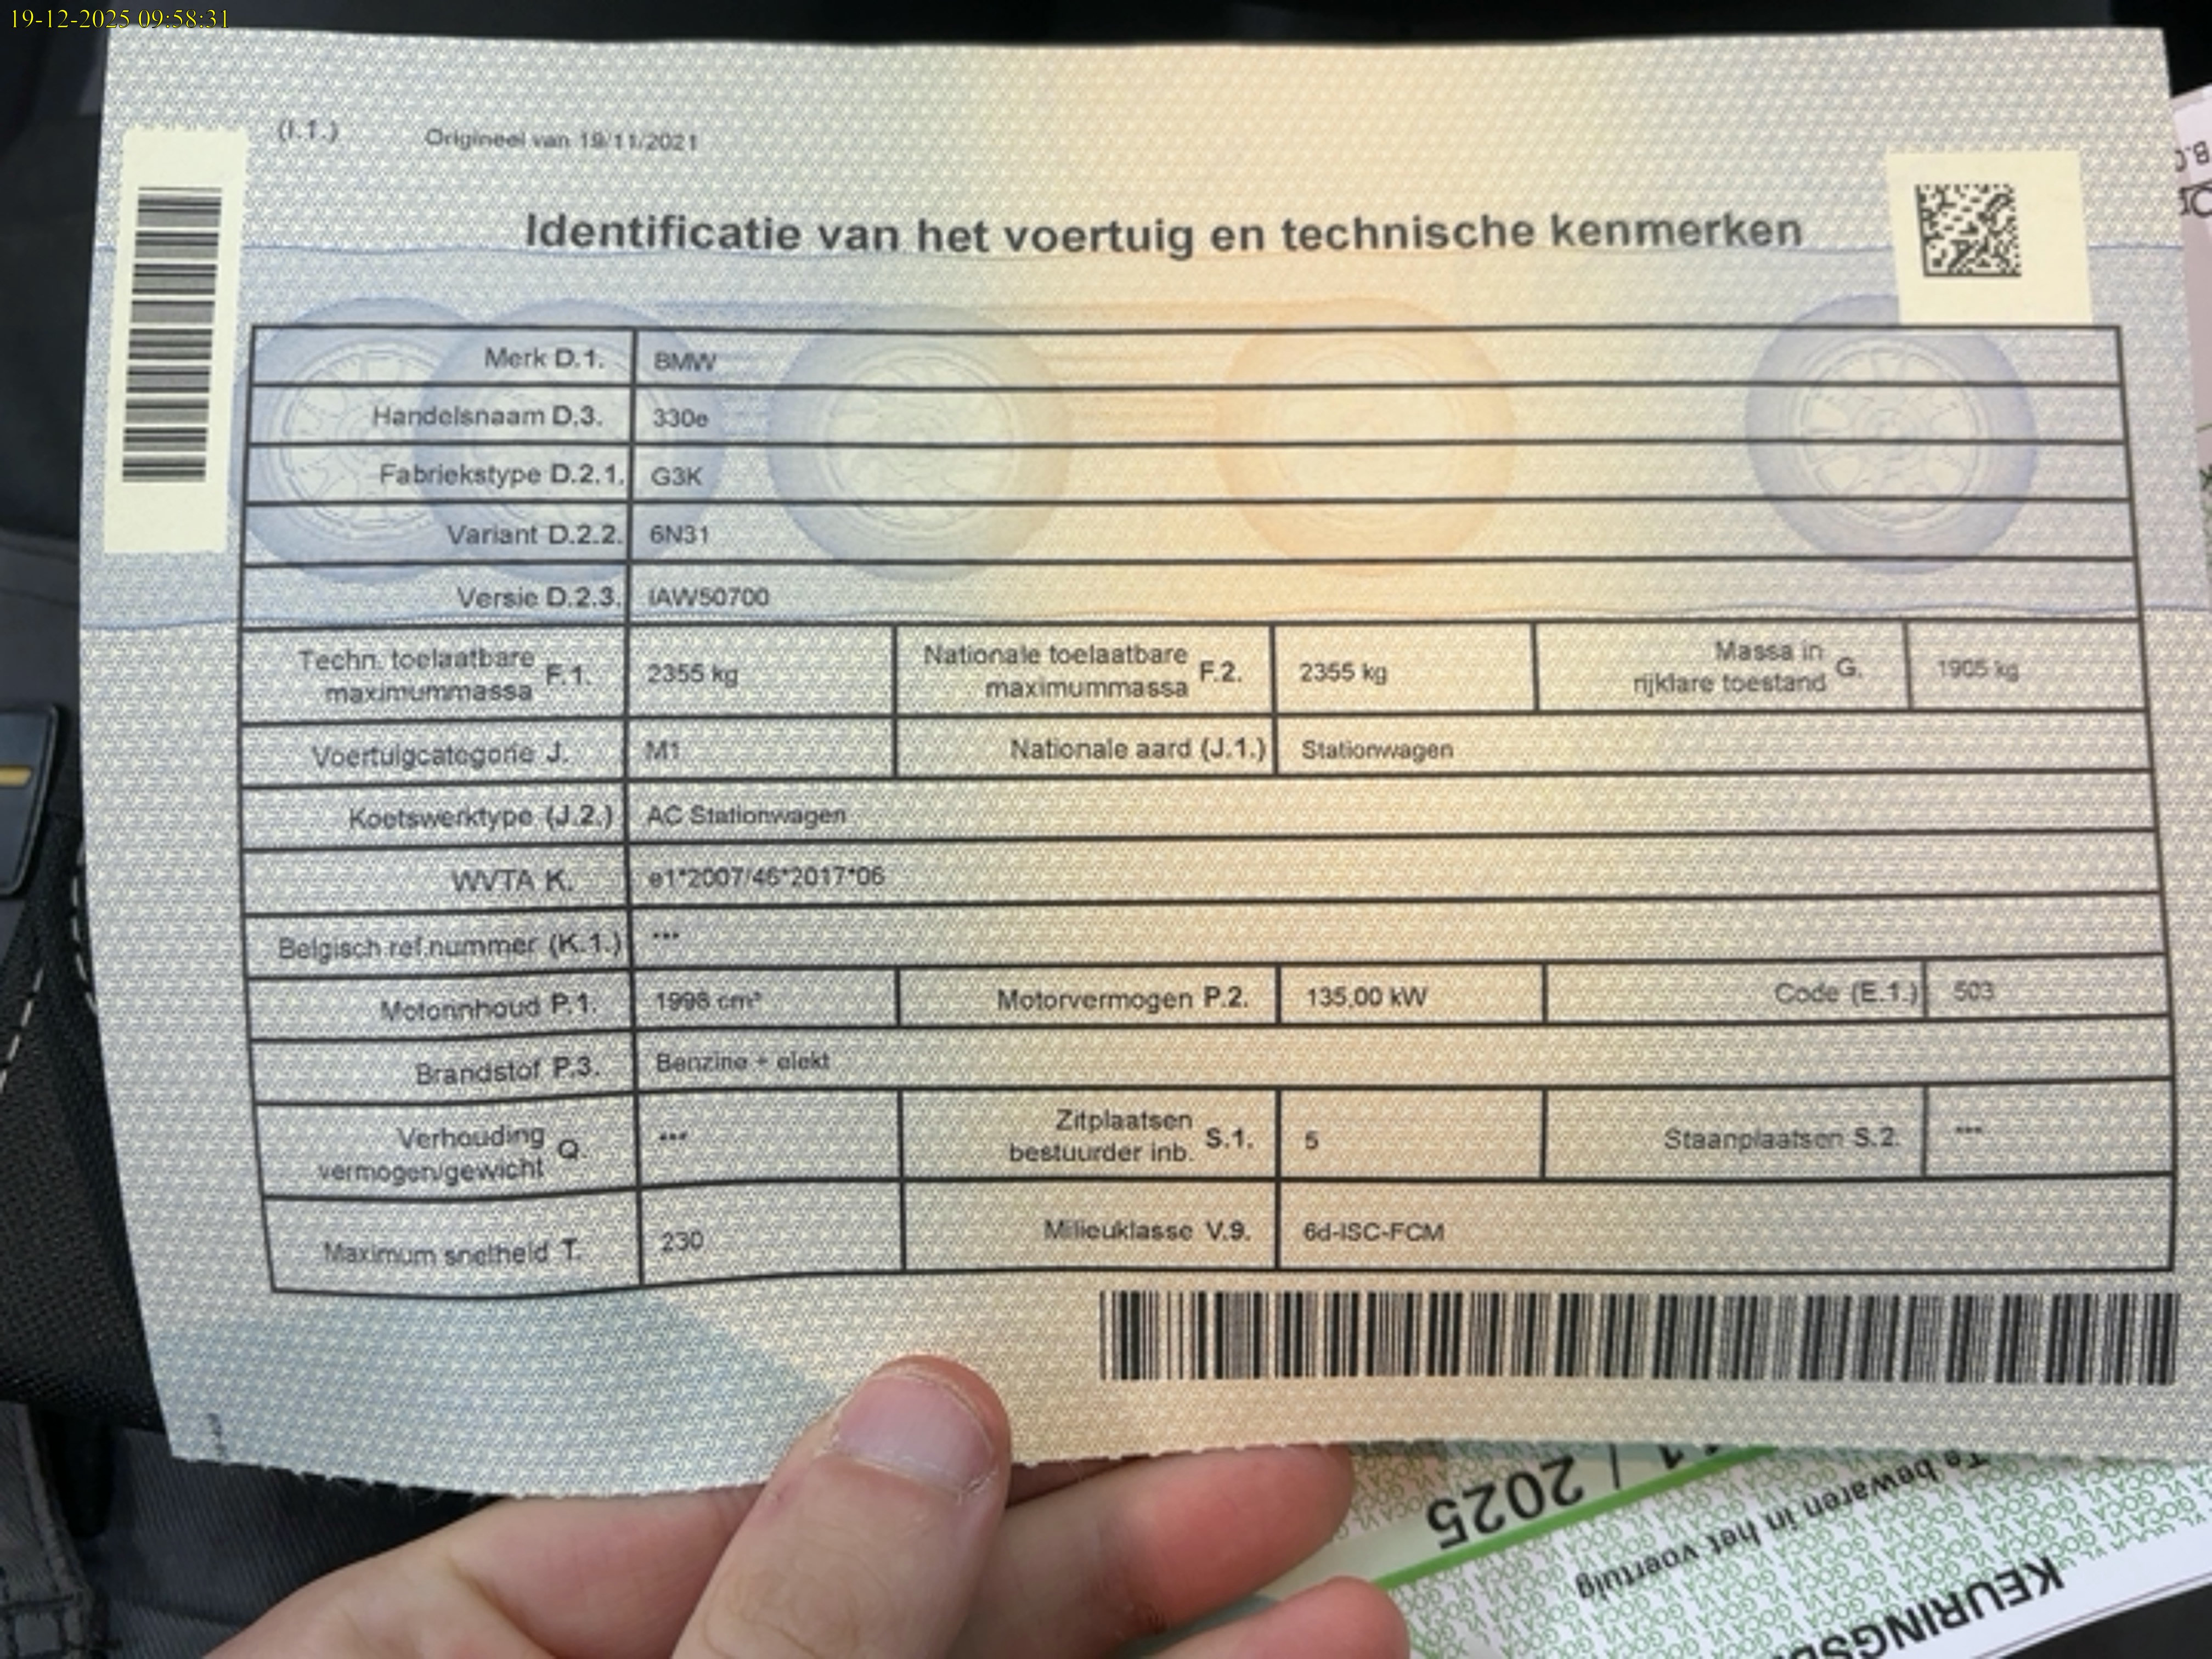 19-12-2025 09:58:31
(I.1.) Origineel van 19/11/2021
Identificatie van het voertuig en technische kenmerken
Merk D.1. BMW
Handelsnaam D.3. 330e
Fabriekstype D.2.1. G3K
Variant D.2.2. 6N31
Versie D.2.3. IAW50700
Techn. toelaatbare maximummassa F.1. 2355 kg Nationale toelaatbare maximummassa F.2. 2355 kg Massa in rijklare toestand G. 1905 kg
Voertuigcategorie J. M1 Nationale aard (J.1.) Stationwagen
Koetswerktype (J.2.) AC Stationwagen
WVTA K. e1*2007/46*2017*06
Belgisch ref.nummer (K.1.) ***
Motorinhoud P.1. 1998 cm³ Motorvermogen P.2. 135,00 kW Code (E.1.) 503
Brandstof P.3. Benzine + elekt
Verhouding vermogen/gewicht Q. *** Zitplaatsen bestuurder inb. S.1. 5 Staanplaatsen S.2. ***
Maximum snelheid T. 230 Milieuklasse V.9. 6d-ISC-FCM
/ 2025
Te bewaren in het voertuig